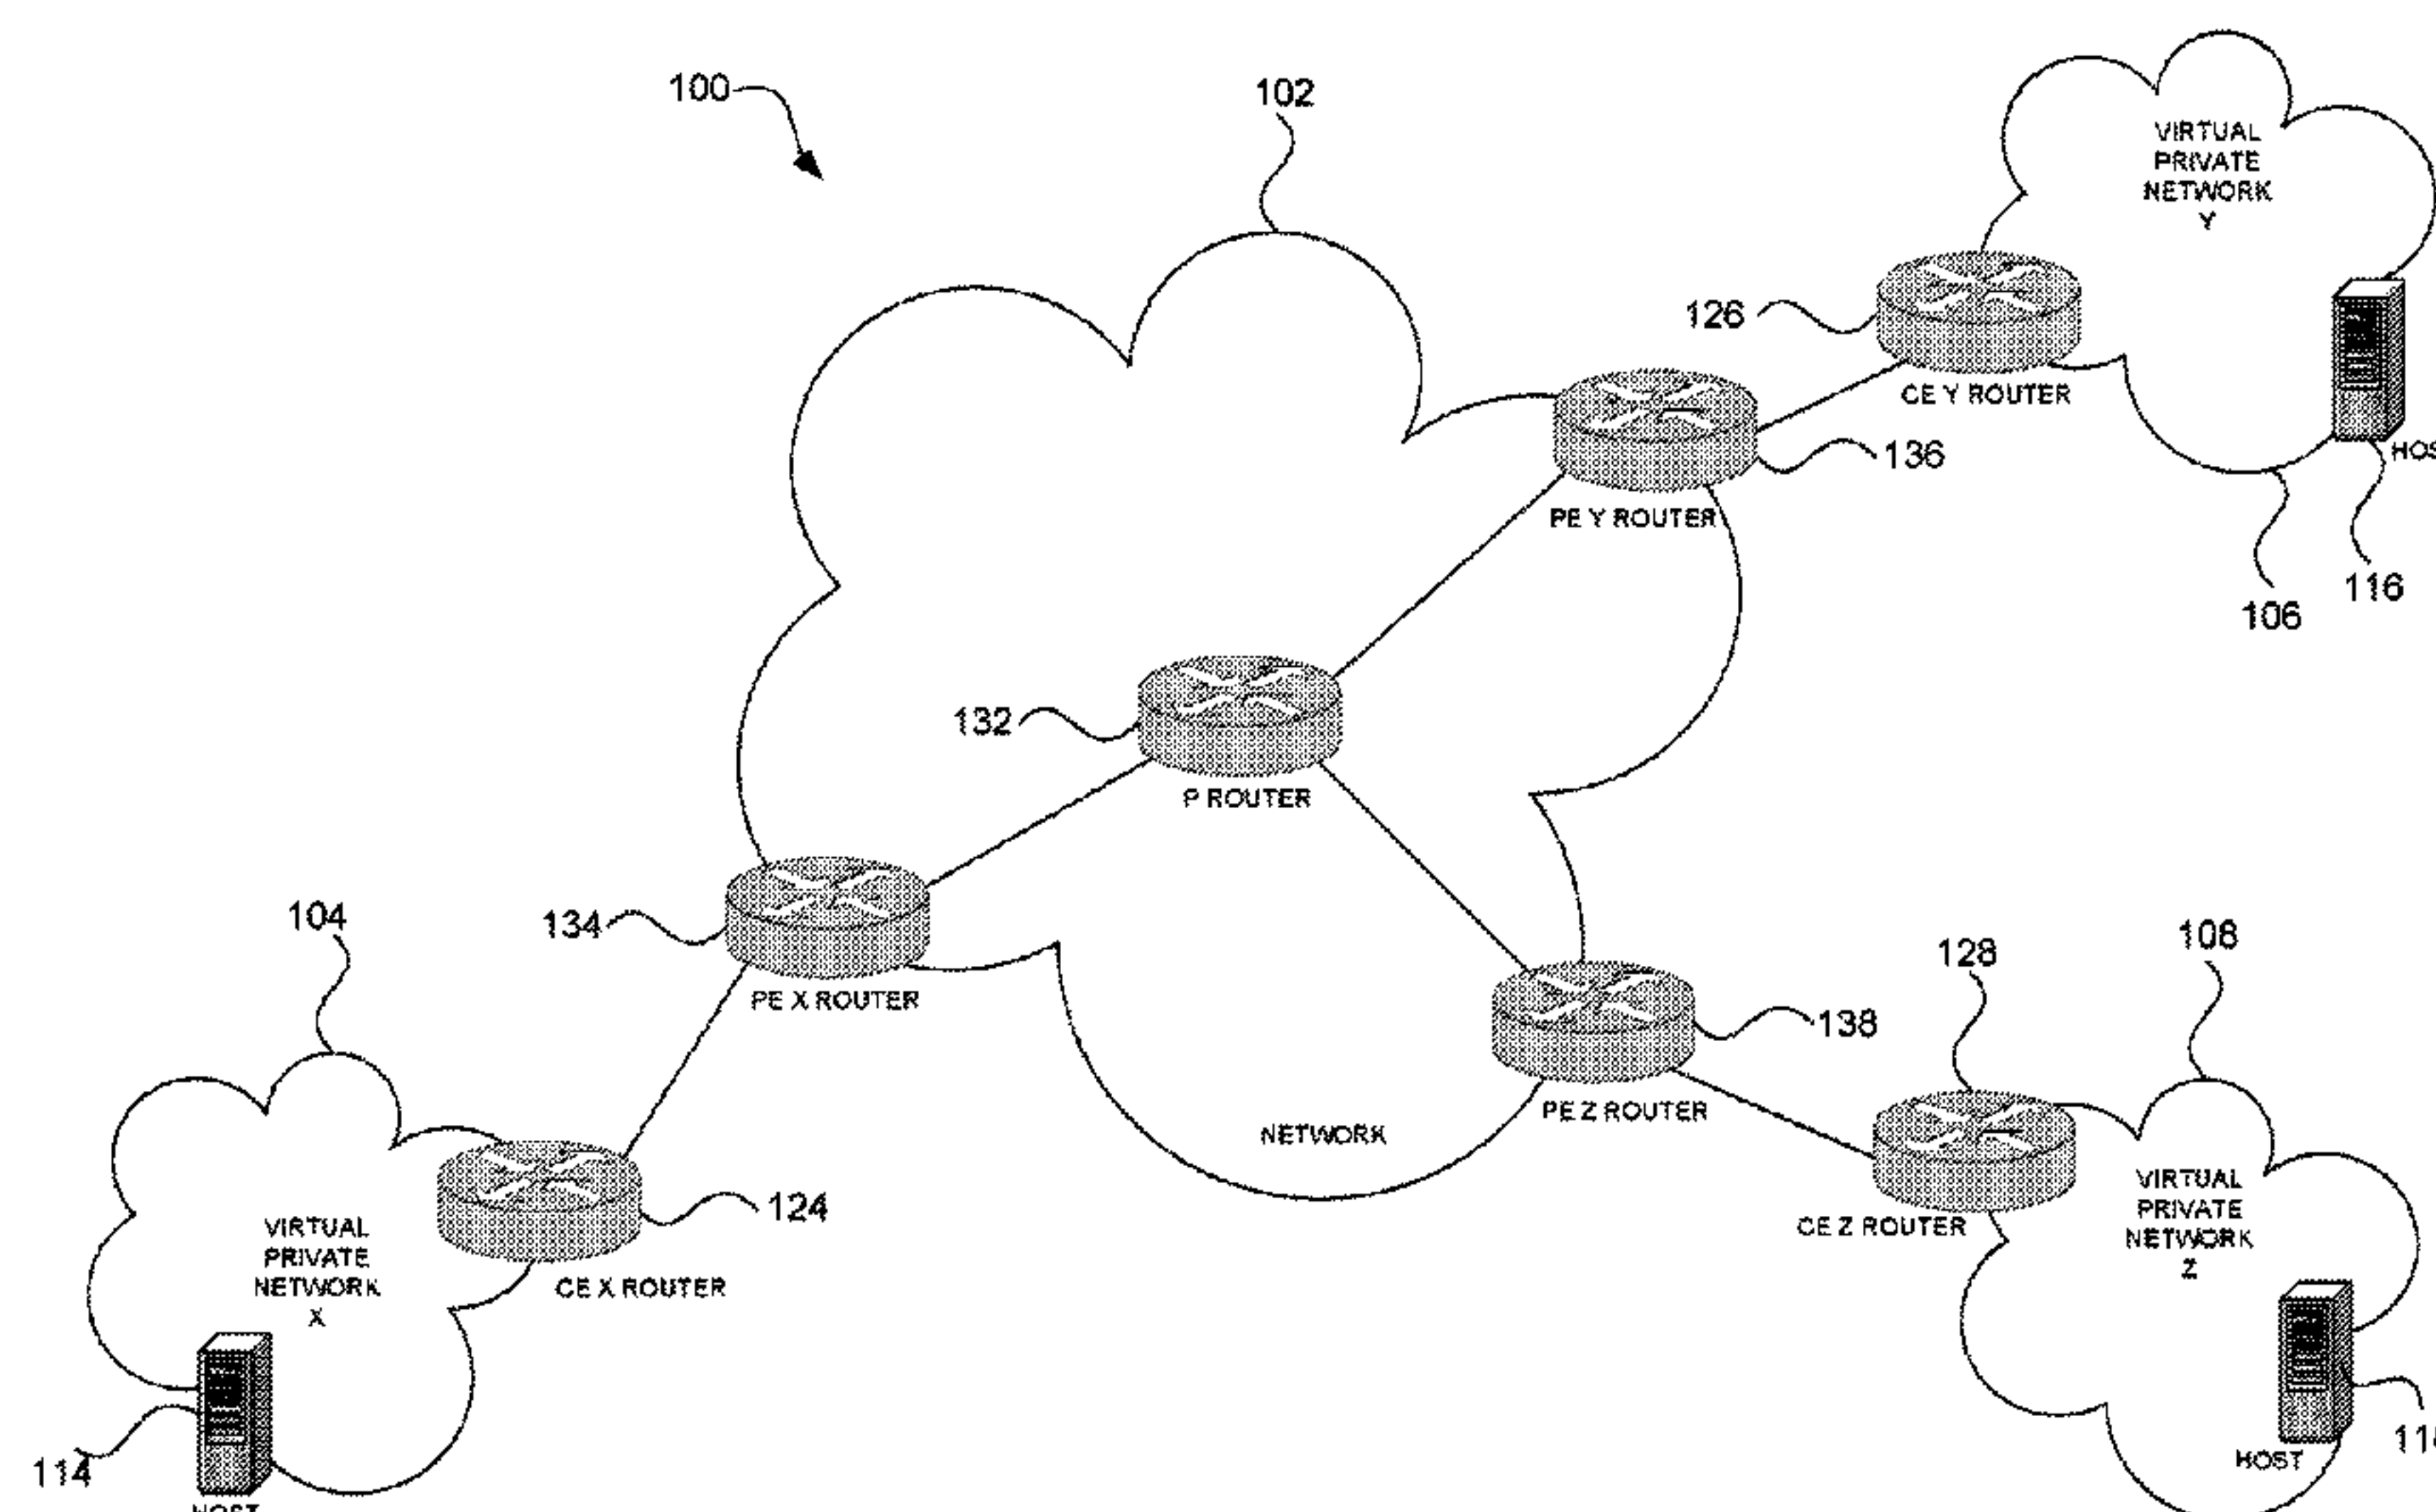 100
102
VIRTUAL
PRIVATE
NETWORK
Y
126
CE Y ROUTER
136
HOS
PE Y ROUTER
116
106
132
P ROUTER
104
134
128
108
PE X ROUTER
138
PE Z ROUTER
NETWORK
124
VIRTUAL
PRIVATE
NETWORK
X
CE X ROUTER
CE Z ROUTER
VIRTUAL
PRIVATE
NETWORK
Z
114
HOST
HOST